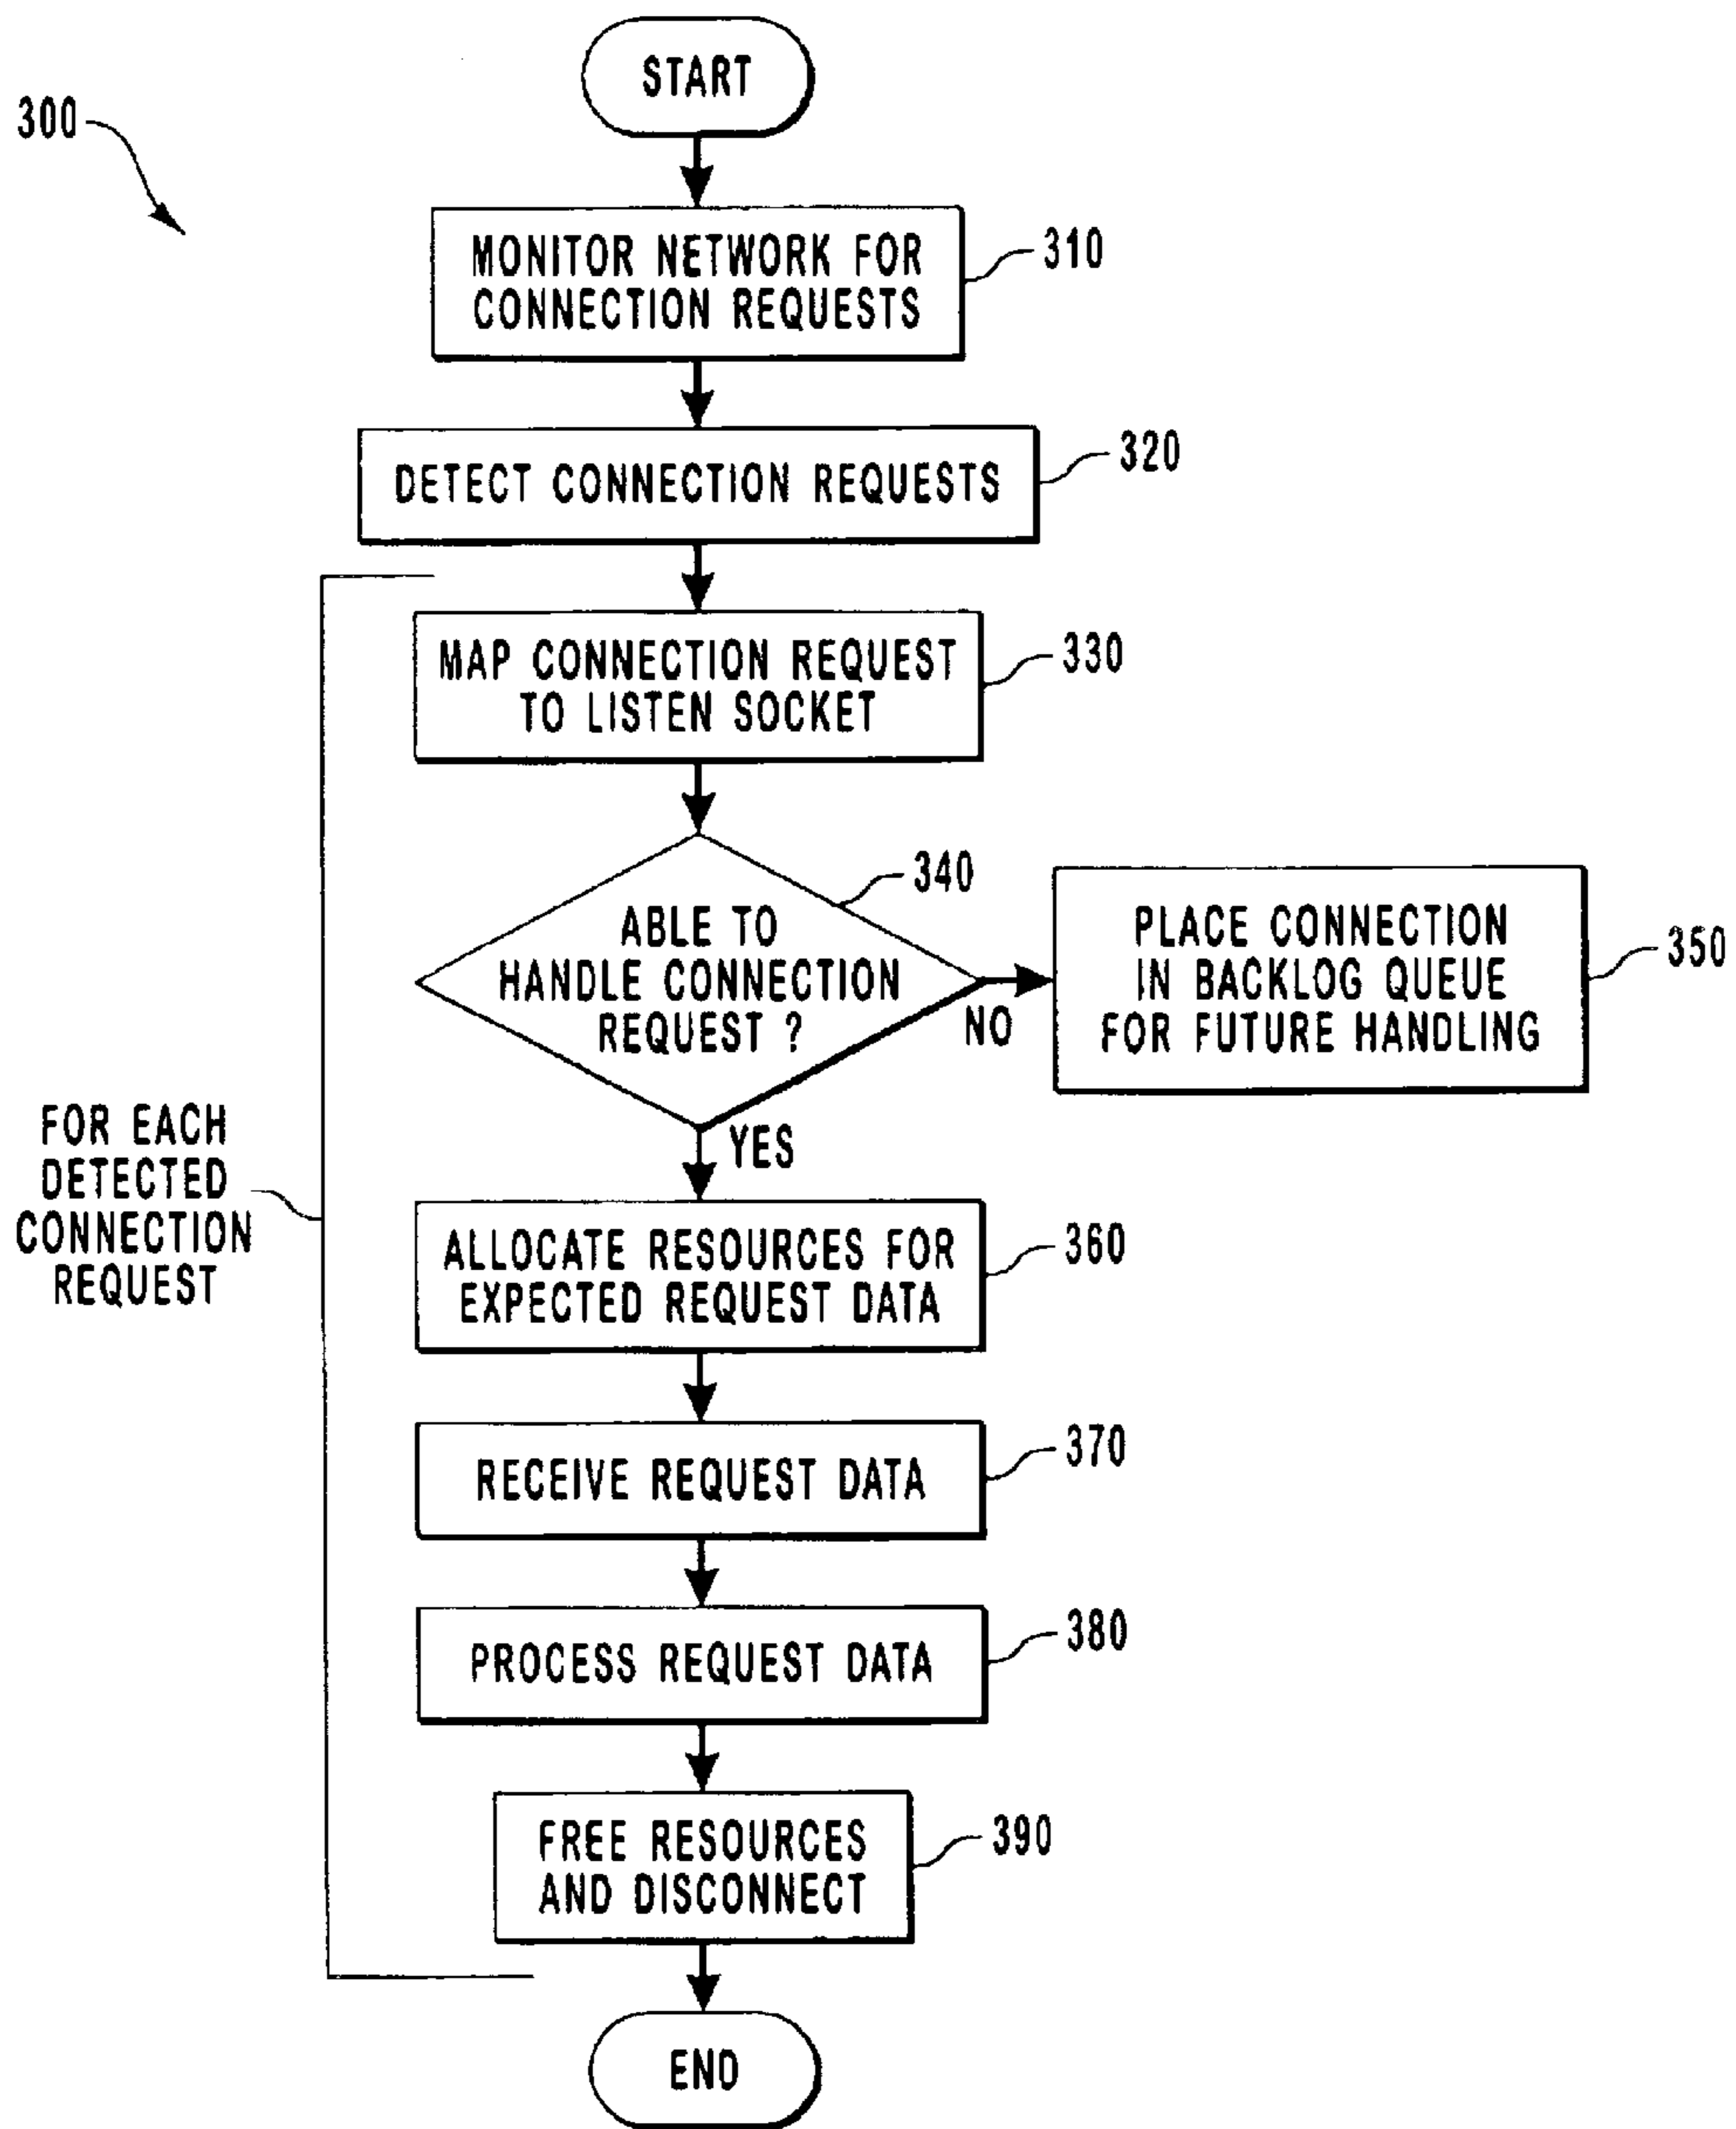 START
300
MONITOR NETWORK FOR
CONNECTION REQUESTS
310
DETECT CONNECTION REQUESTS
320
MAP CONNECTION REQUEST
TO LISTEN SOCKET
330
ABLE TO
HANDLE CONNECTION
REQUEST ?
340
NO
PLACE CONNECTION
IN BACKLOG QUEUE
FOR FUTURE HANDLING
350
YES
FOR EACH
DETECTED
CONNECTION
REQUEST
ALLOCATE RESOURCES FOR
EXPECTED REQUEST DATA
360
RECEIVE REQUEST DATA
370
PROCESS REQUEST DATA
380
FREE RESOURCES
AND DISCONNECT
390
END